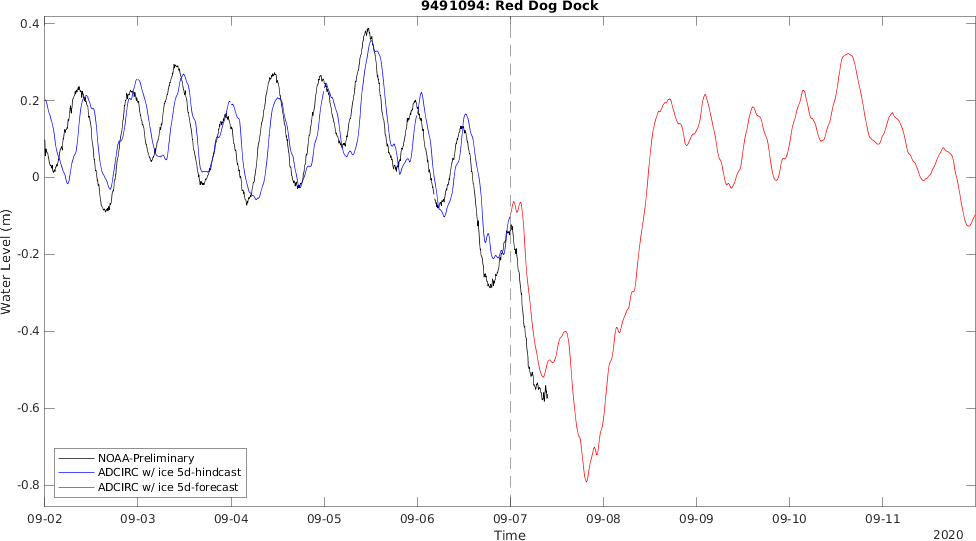 9491094: Red Dog Dock
0.4
0.2
0
-0.2
-0.4
-0.6
-0.8
Water Level (m)
NOAA-Preliminary
ADCIRC w/ ice 5d-hindcast
ADCIRC w/ ice 5d-forecast
09-02 09-03 09-04 09-05 09-06 09-07 09-08 09-09 09-10 09-11
Time
2020